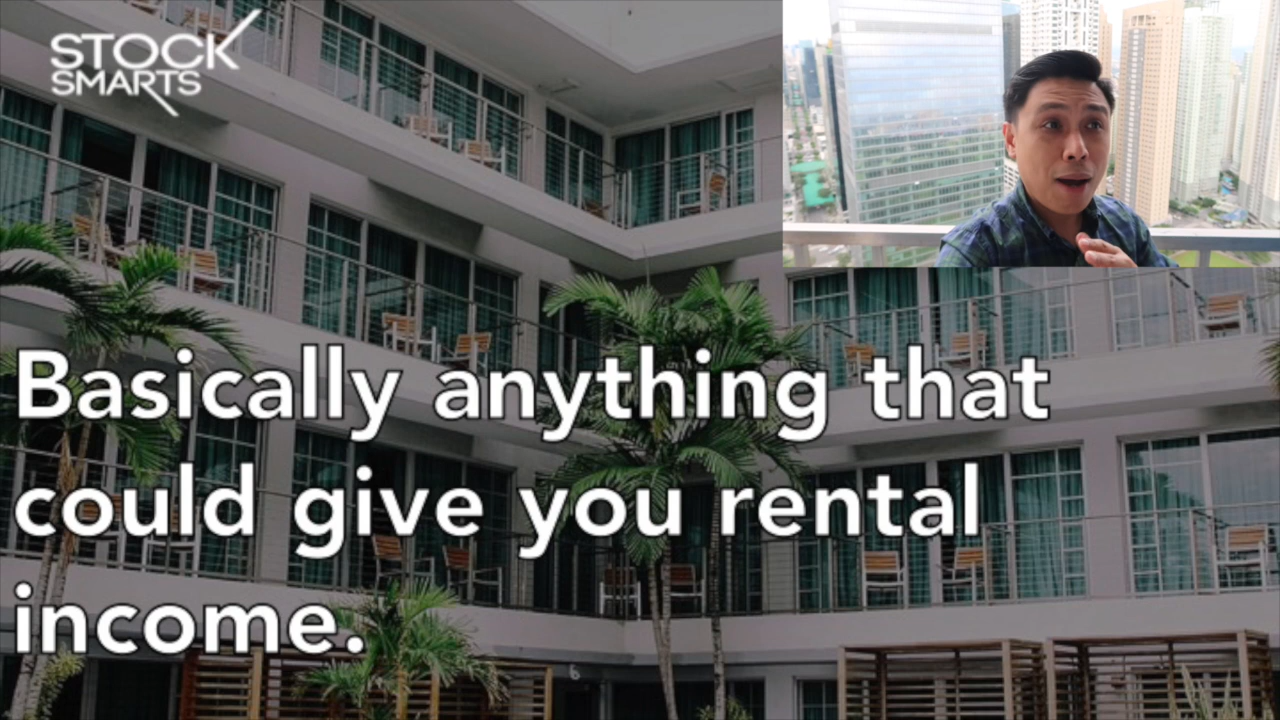 STOCK
SMARTS
Basically anything that
could give you rental
income.